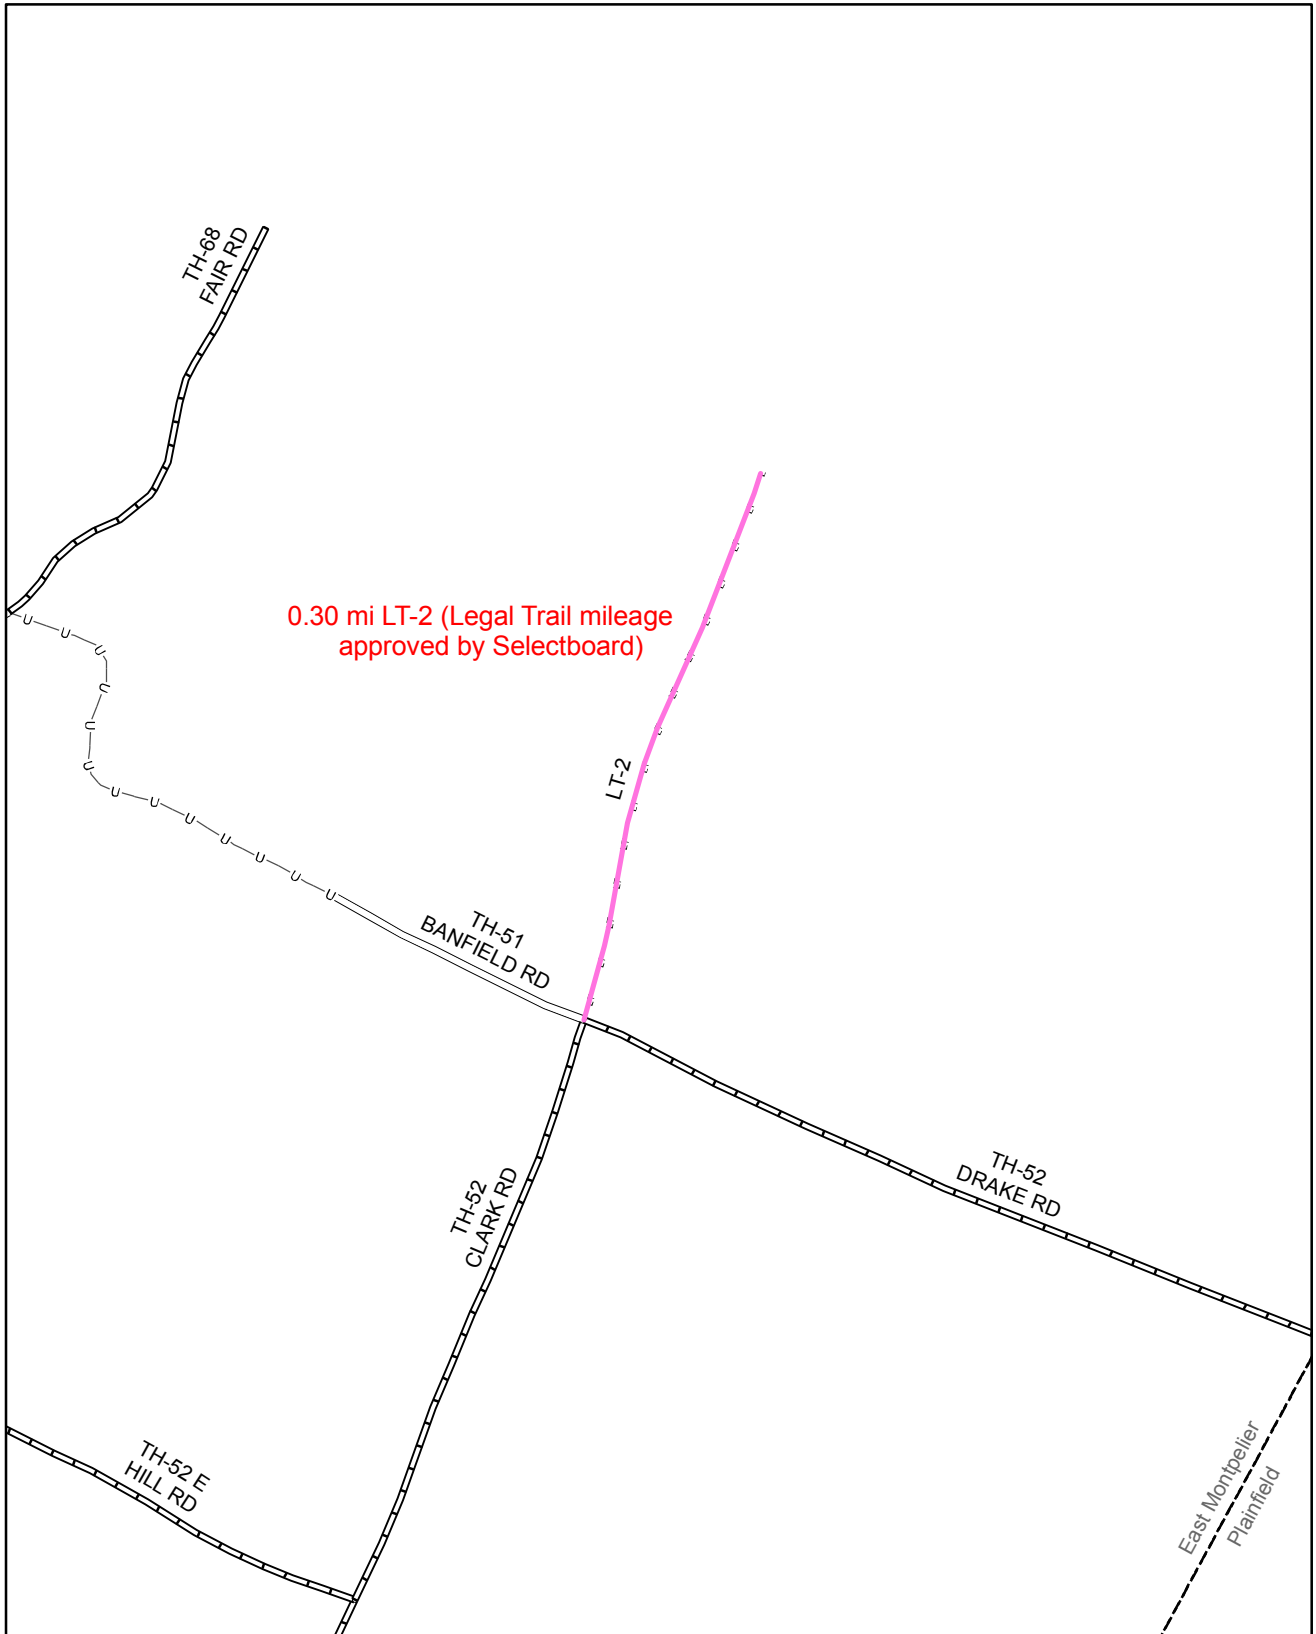 TH-68
FAIR RD
0.30 mi LT-2 (Legal Trail mileage
approved by Selectboard)
LT-2
TH-51
BANFIELD RD
TH-52
CLARK RD
TH-52
DRAKE RD
TH-52 E
HILL RD
East Montpelier
Plainfield